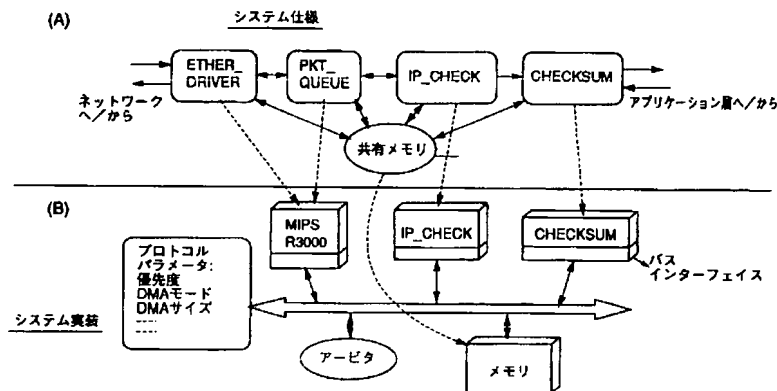 (A)
システム仕様
ETHER_
DRIVER
PKT_
QUEUE
IP_CHECK
CHECKSUM
ネットワーク
へ/から
アプリケーション層へ/から
共有メモリ
(B)
MIPS
R3000
IP_CHECK
CHECKSUM
バス
インターフェイス
プロトコル
パラメータ:
優先度
DMAモード
DMAサイズ
システム実装
アービタ
メモリ